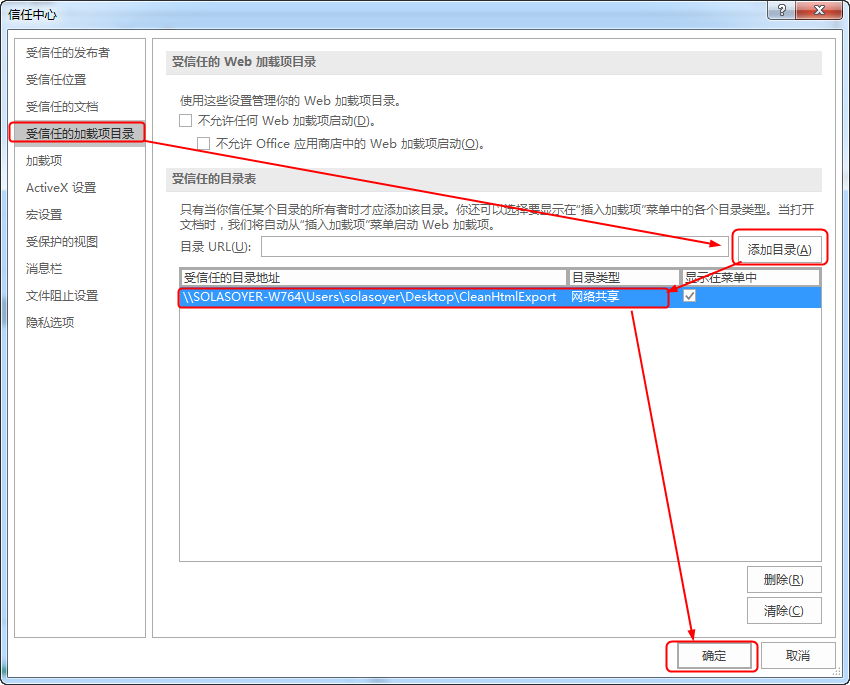 信任中心
受信任的发布者
受信任位置
受信任的文档
受信任的加载项目录
加载项
ActiveX 设置
宏设置
受保护的视图
消息栏
文件阻止设置
隐私选项
受信任的 Web 加载项目录
使用这些设置管理你的 Web 加载项目录。
不允许任何 Web 加载项启动(D)。
不允许 Office 应用商店中的 Web 加载项启动(O)。
受信任的目录表
只有当你信任某个目录的所有者时才应添加该目录。你还可以选择要显示在“插入加载项”菜单中的各个目录类型。当打开
文档时，我们将自动从“插入加载项”菜单启动 Web 加载项。
目录 URL(U):
添加目录(A)
受信任的目录地址 目录类型 显示在菜单中
\\SOLASOYER-W764\Users\solasoyer\Desktop\CleanHtmlExport 网络共享
删除(R)
清除(C)
确定 取消